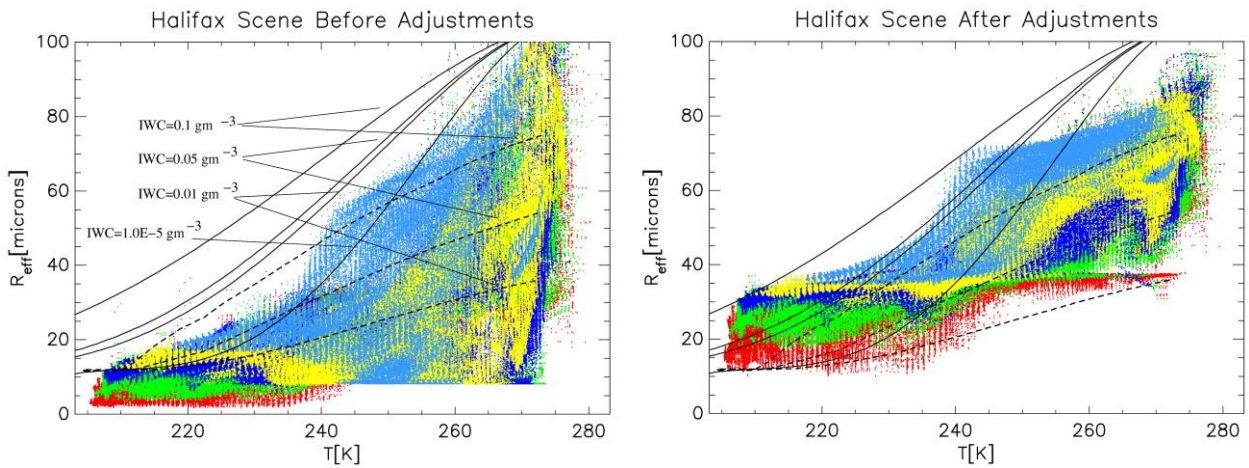 Halifax Scene Before Adjustments
100
80
60
40
20
0
R_eff[microns]
IWC=0.1 gm⁻³
IWC=0.05 gm⁻³
IWC=0.01 gm⁻³
IWC=1.0E-5 gm⁻³
220 240 260 280
T[K]
Halifax Scene After Adjustments
100
80
60
40
20
0
R_eff[microns]
220 240 260 280
T[K]